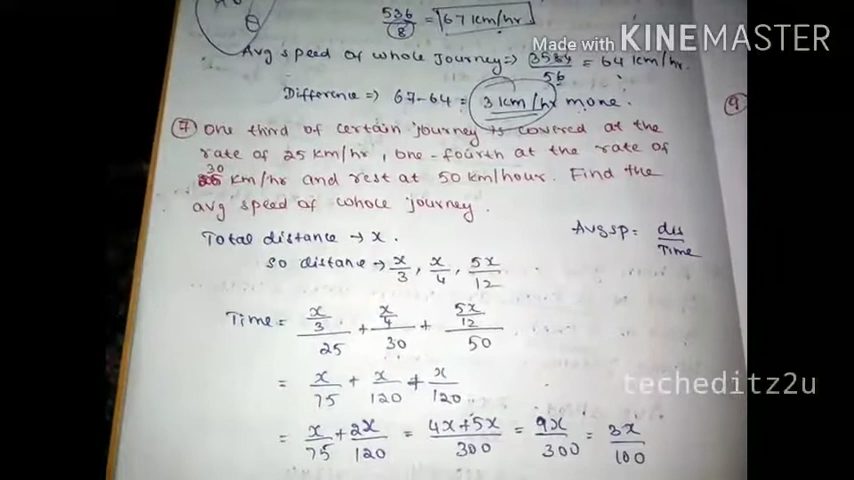 536/8 = 67 km/hr
Made with KINEMASTER
Avg speed of whole Journey => 3584/56 = 64 km/hr.
Difference => 67-64 = 3 km/hr more.
9
7 One third of certain journey is covered at the
rate of 25 km/hr, one-fourth at the rate of
30 km/hr and rest at 50 km/hour. Find the
avg speed of whole journey.
Total distance → x.
Avg sp = dis/Time
so distance → x/3, x/4, 5x/12
Time = x/3/25 + x/4/30 + 5x/12/50
= x/75 + x/120 + x/120
techeditz2u
= x/75 + 2x/120 = 4x+5x/300 = 9x/300 = 3x/100